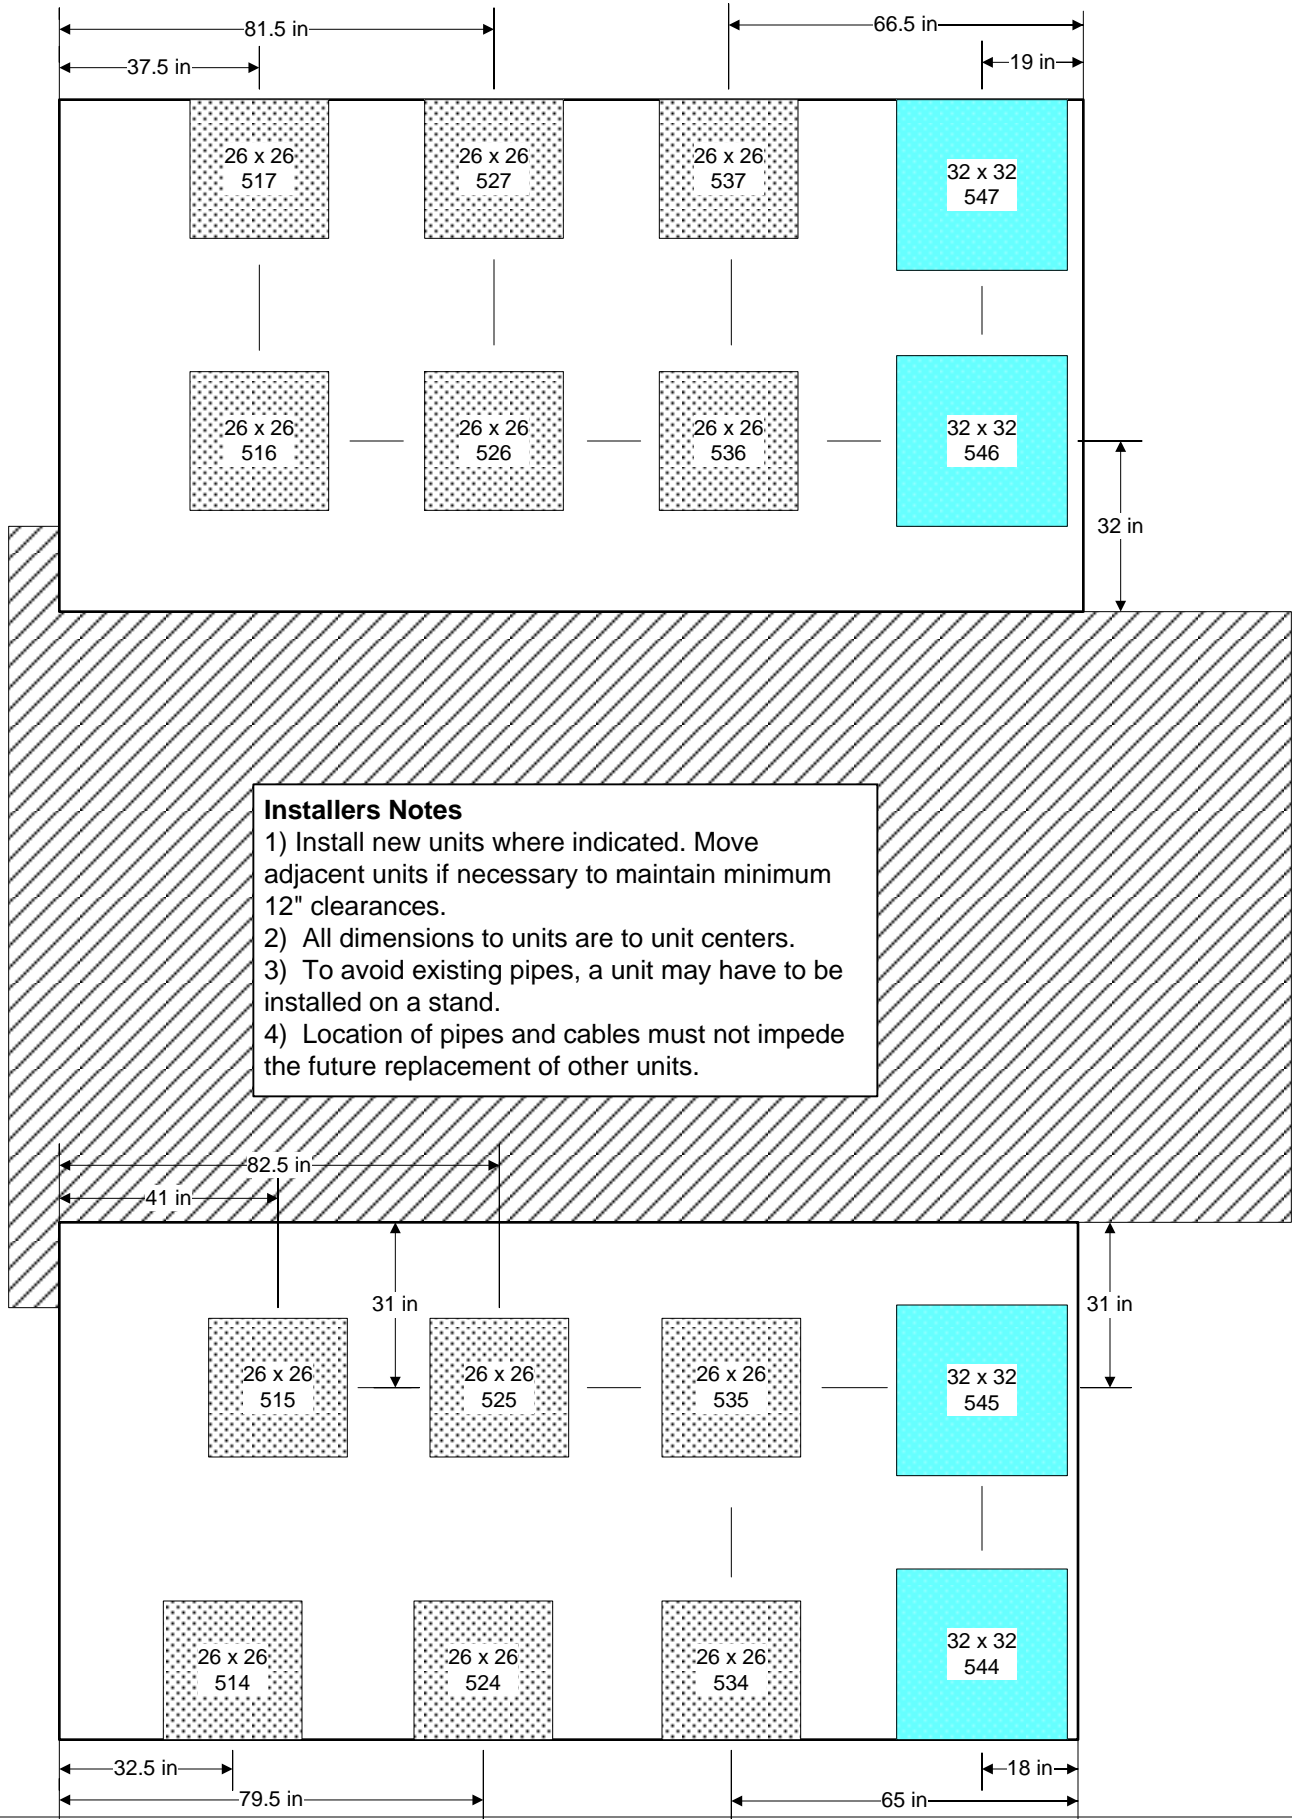 81.5 in
66.5 in
37.5 in
19 in
26 x 26
517
26 x 26
527
26 x 26
537
32 x 32
547
26 x 26
516
26 x 26
526
26 x 26
536
32 x 32
546
32 in
Installers Notes
1) Install new units where indicated. Move
adjacent units if necessary to maintain minimum
12" clearances.
2) All dimensions to units are to unit centers.
3) To avoid existing pipes, a unit may have to be
installed on a stand.
4) Location of pipes and cables must not impede
the future replacement of other units.
82.5 in
41 in
31 in
31 in
26 x 26
515
26 x 26
525
26 x 26
535
32 x 32
545
26 x 26
514
26 x 26
524
26 x 26
534
32 x 32
544
32.5 in
18 in
79.5 in
65 in